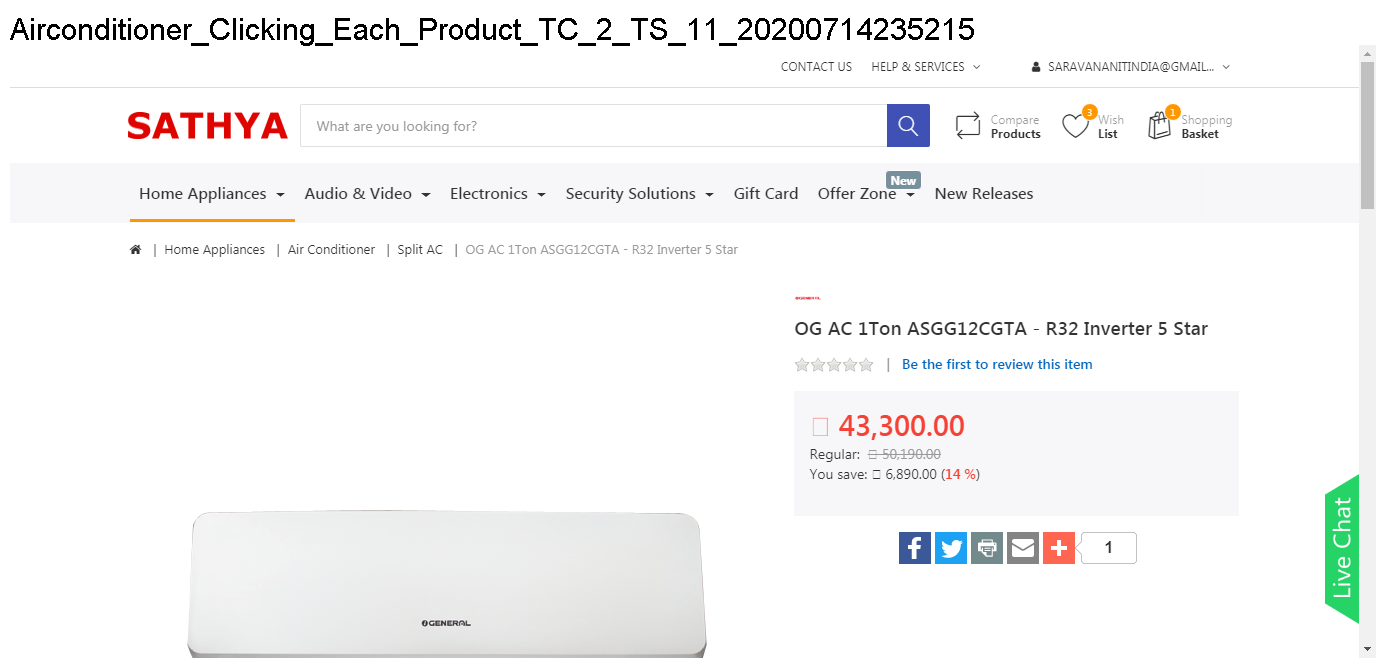 Airconditioner_Clicking_Each_Product_TC_2_TS_11_20200714235215
CONTACT US HELP & SERVICES SARAVANANITINDIA@GMAIL...
SATHYA What are you looking for? Compare Products 3 Wish List 1 Shopping Basket
Home Appliances Audio & Video Electronics Security Solutions Gift Card Offer Zone New New Releases
| Home Appliances | Air Conditioner | Split AC | OG AC 1Ton ASGG12CGTA - R32 Inverter 5 Star
OG AC 1Ton ASGG12CGTA - R32 Inverter 5 Star
| Be the first to review this item
43,300.00
Regular: 50,190.00
You save: 6,890.00 (14 %)
1
Live Chat
GENERAL